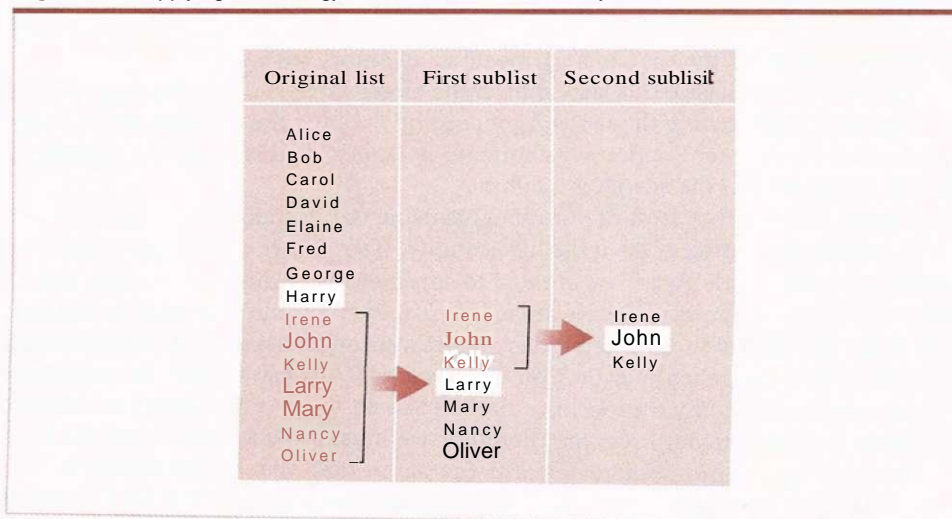 Original list
First sublist
Second sublisit
Alice
Bob
Carol
David
Elaine
Fred
George
Harry
Irene
John
Kelly
Larry
Mary
Nancy
Oliver
Irene
John
Kelly
Larry
Mary
Nancy
Oliver
Irene
John
Kelly